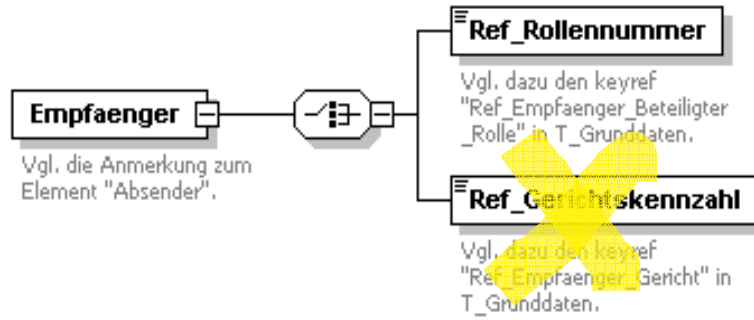 Ref_Rollennummer
Vgl. dazu den keyref
"Ref_Empfaenger_Beteiligter
_Rolle" in T_Grunddaten.
Empfaenger
Vgl. die Anmerkung zum
Element "Absender".
Ref_Gerichtskennzahl
Vgl. dazu den keyref
"Ref_Empfaenger_Gericht" in
T_Grunddaten.